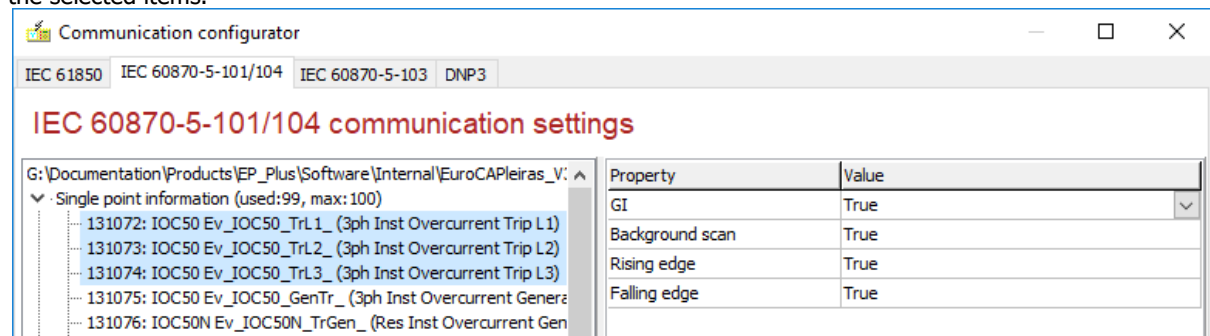 the selected items.
Communication configurator
IEC 61850 IEC 60870-5-101/104 IEC 60870-5-103 DNP3
IEC 60870-5-101/104 communication settings
G:\Documentation\Products\EP_Plus\Software\Internal\EuroCAPleiras_V
Single point information (used:99, max:100)
131072: IOC50 Ev_IOC50_TrL1_ (3ph Inst Overcurrent Trip L1)
131073: IOC50 Ev_IOC50_TrL2_ (3ph Inst Overcurrent Trip L2)
131074: IOC50 Ev_IOC50_TrL3_ (3ph Inst Overcurrent Trip L3)
131075: IOC50 Ev_IOC50_GenTr_ (3ph Inst Overcurrent Genera
131076: IOC50N Ev_IOC50N_TrGen_ (Res Inst Overcurrent Gen
Property Value
GI True
Background scan True
Rising edge True
Falling edge True